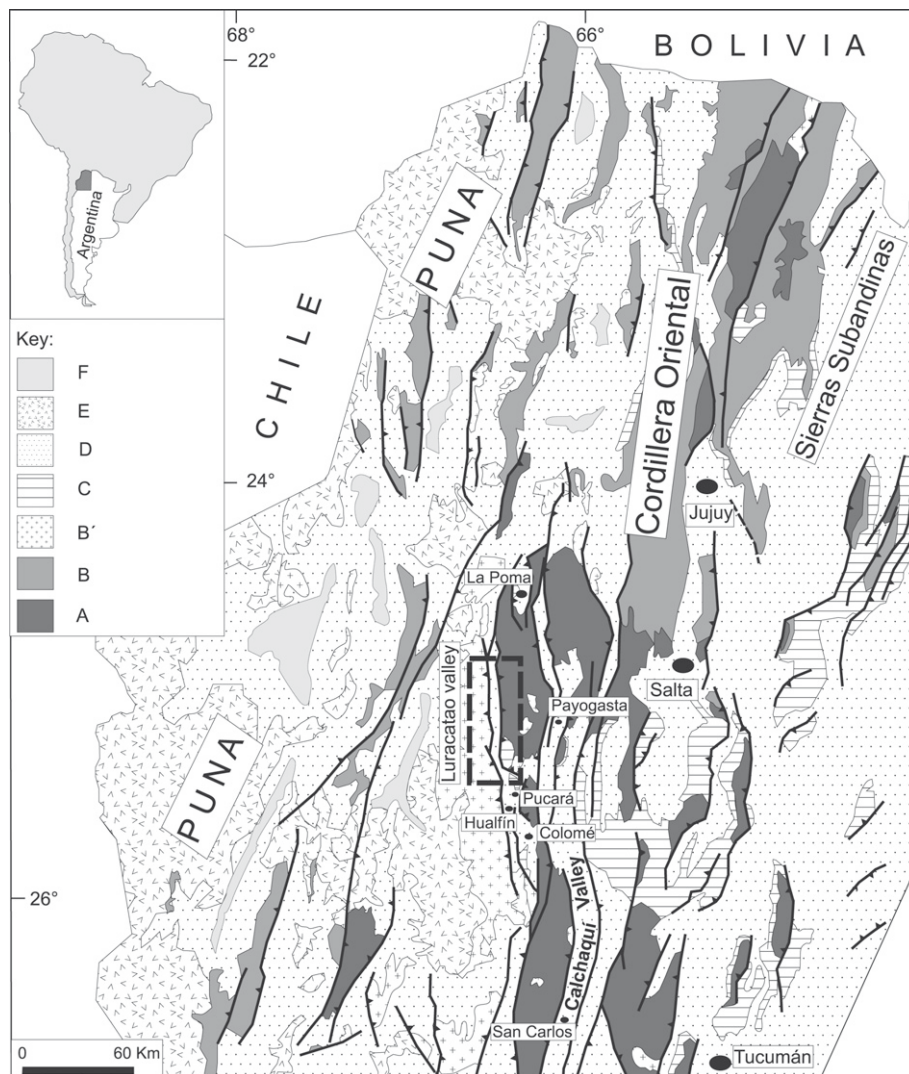 68°
66°
22°
BOLIVIA
Argentina
PUNA
CHILE
Cordillera Oriental
Sierras Subandinas
Key:
F
E
D
C
B´
B
A
24°
Jujuy
La Poma
Luracatao valley
Salta
Payogasta
PUNA
Pucará
Hualfín
Colomé
26°
Calchaquí Valley
San Carlos
0 60 Km
Tucumán